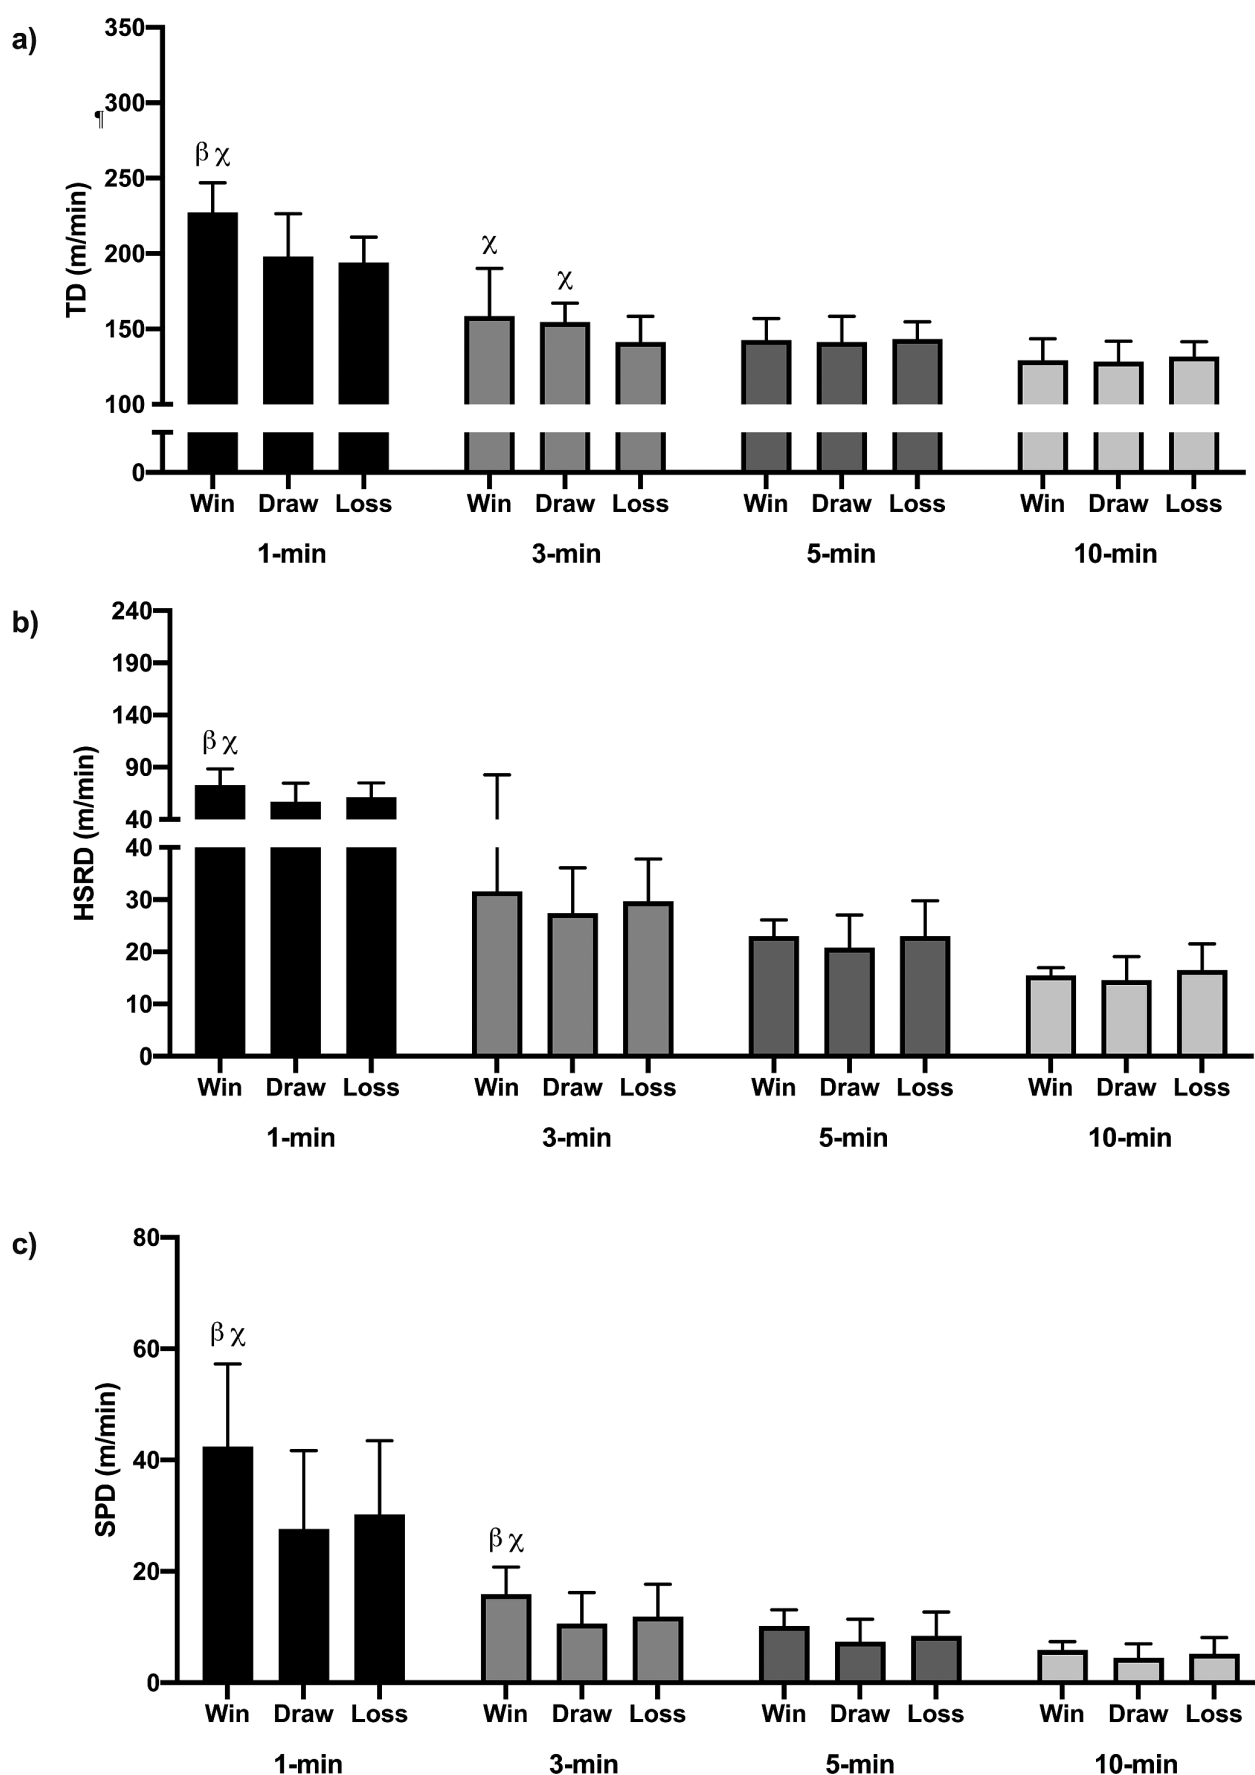 a)
350
300
¶
250
200
150
100
0
TD (m/min)
β χ
χ
χ
Win Draw Loss Win Draw Loss Win Draw Loss Win Draw Loss
1-min 3-min 5-min 10-min
b)
240
190
140
90
40
40
30
20
10
0
HSRD (m/min)
β χ
Win Draw Loss Win Draw Loss Win Draw Loss Win Draw Loss
1-min 3-min 5-min 10-min
c)
80
60
40
20
0
SPD (m/min)
β χ
β χ
Win Draw Loss Win Draw Loss Win Draw Loss Win Draw Loss
1-min 3-min 5-min 10-min